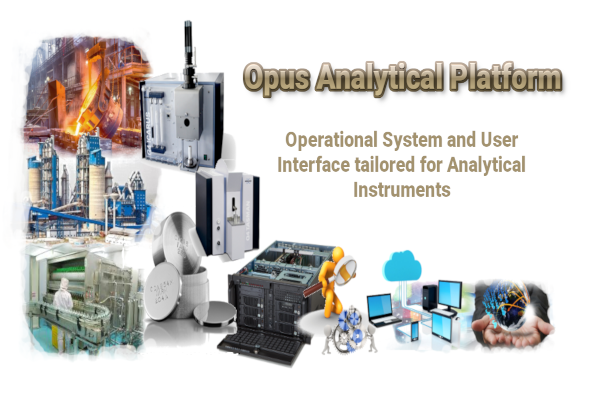 Opus Analytical Platform
Operational System and User
Interface tailored for Analytical
Instruments